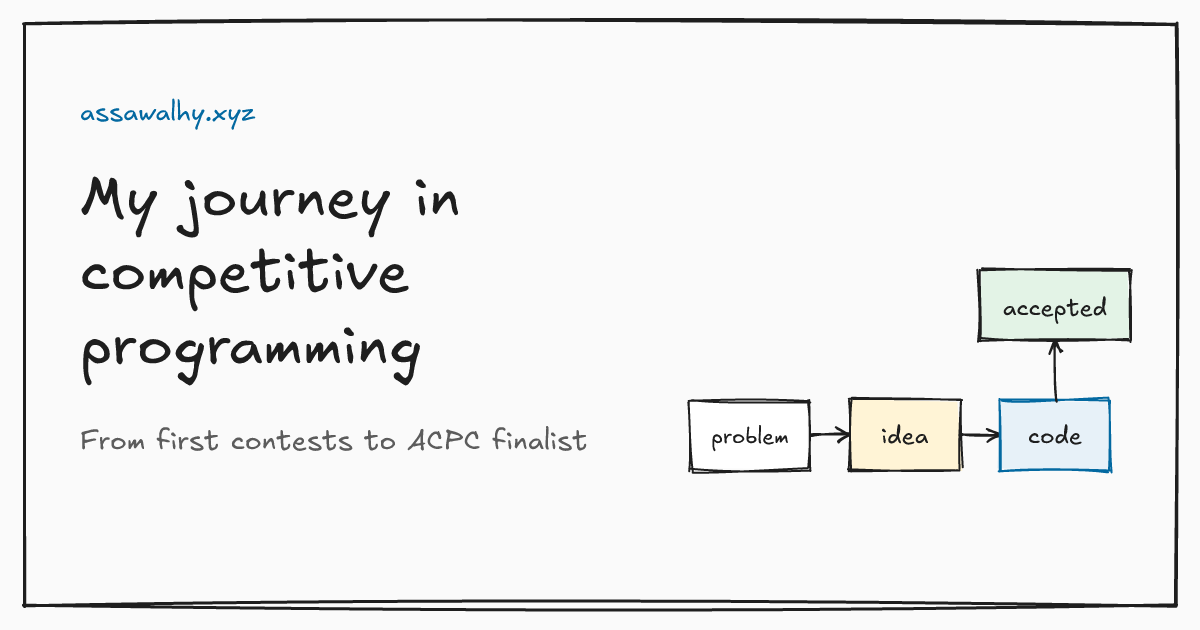 assawalhy.xyz
My journey in
competitive
programming
From first contests to ACPC finalist
accepted
problem
idea
code